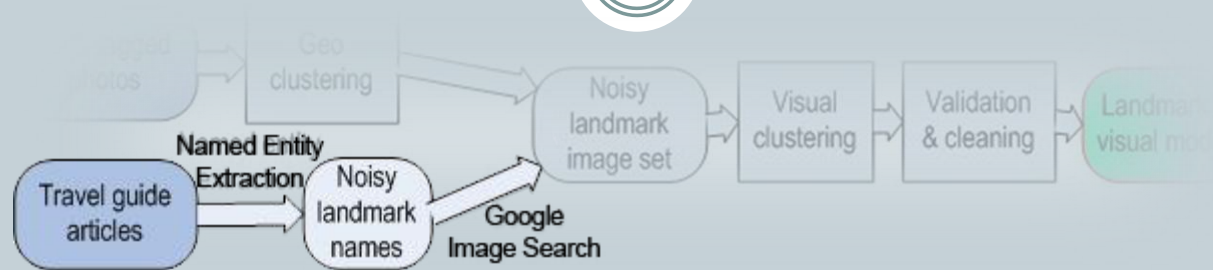 Geo
clustering
Noisy
landmark
image set
Visual
clustering
Validation
& cleaning
Named Entity
Extraction
Travel guide
articles
Noisy
landmark
names
Google
Image Search